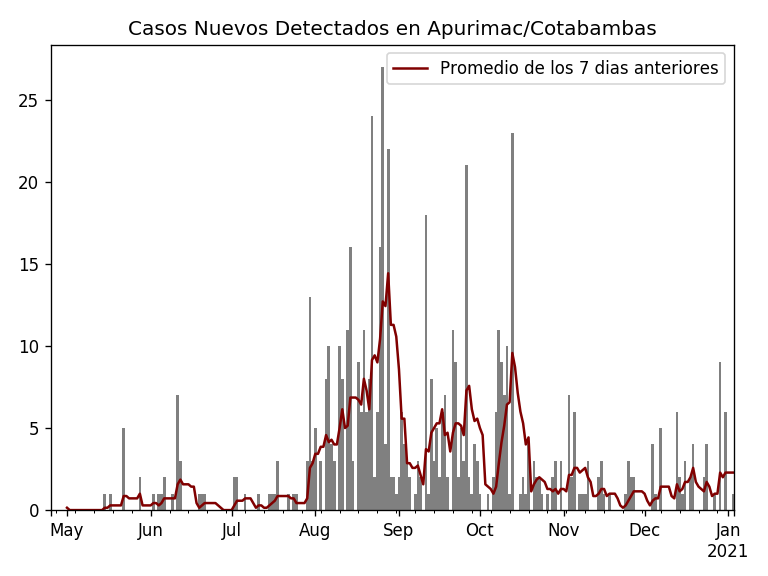 Casos Nuevos Detectados en Apurimac/Cotabambas
Promedio de los 7 dias anteriores
25
20
15
10
5
0
May Jun Jul Aug Sep Oct Nov Dec Jan
2021